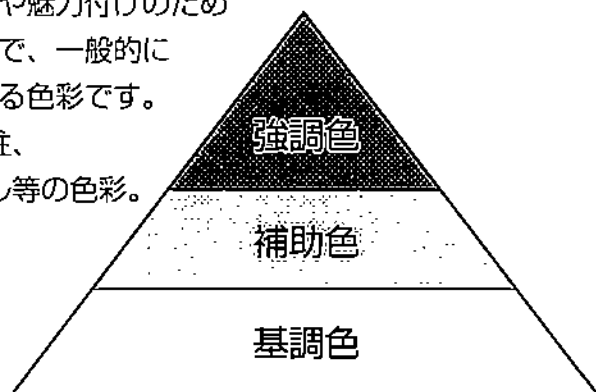 や魅力付けのため
で、一般的に
る色彩です。
主、
し等の色彩。
強調色
補助色
基調色